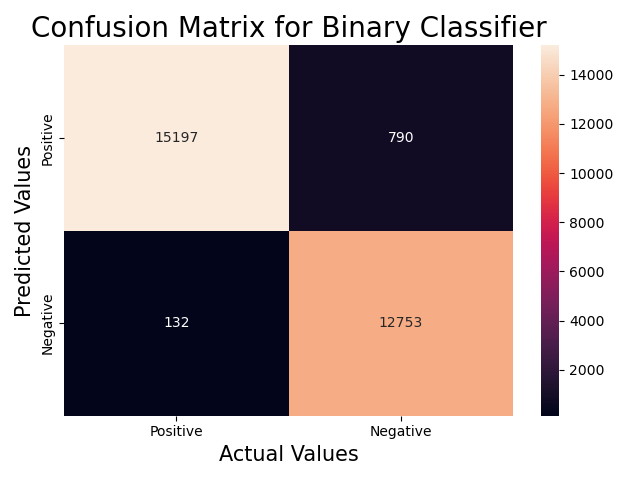 Confusion Matrix for Binary Classifier
Predicted Values
Positive
Negative
15197
790
132
12753
Positive
Negative
Actual Values
14000
12000
10000
8000
6000
4000
2000